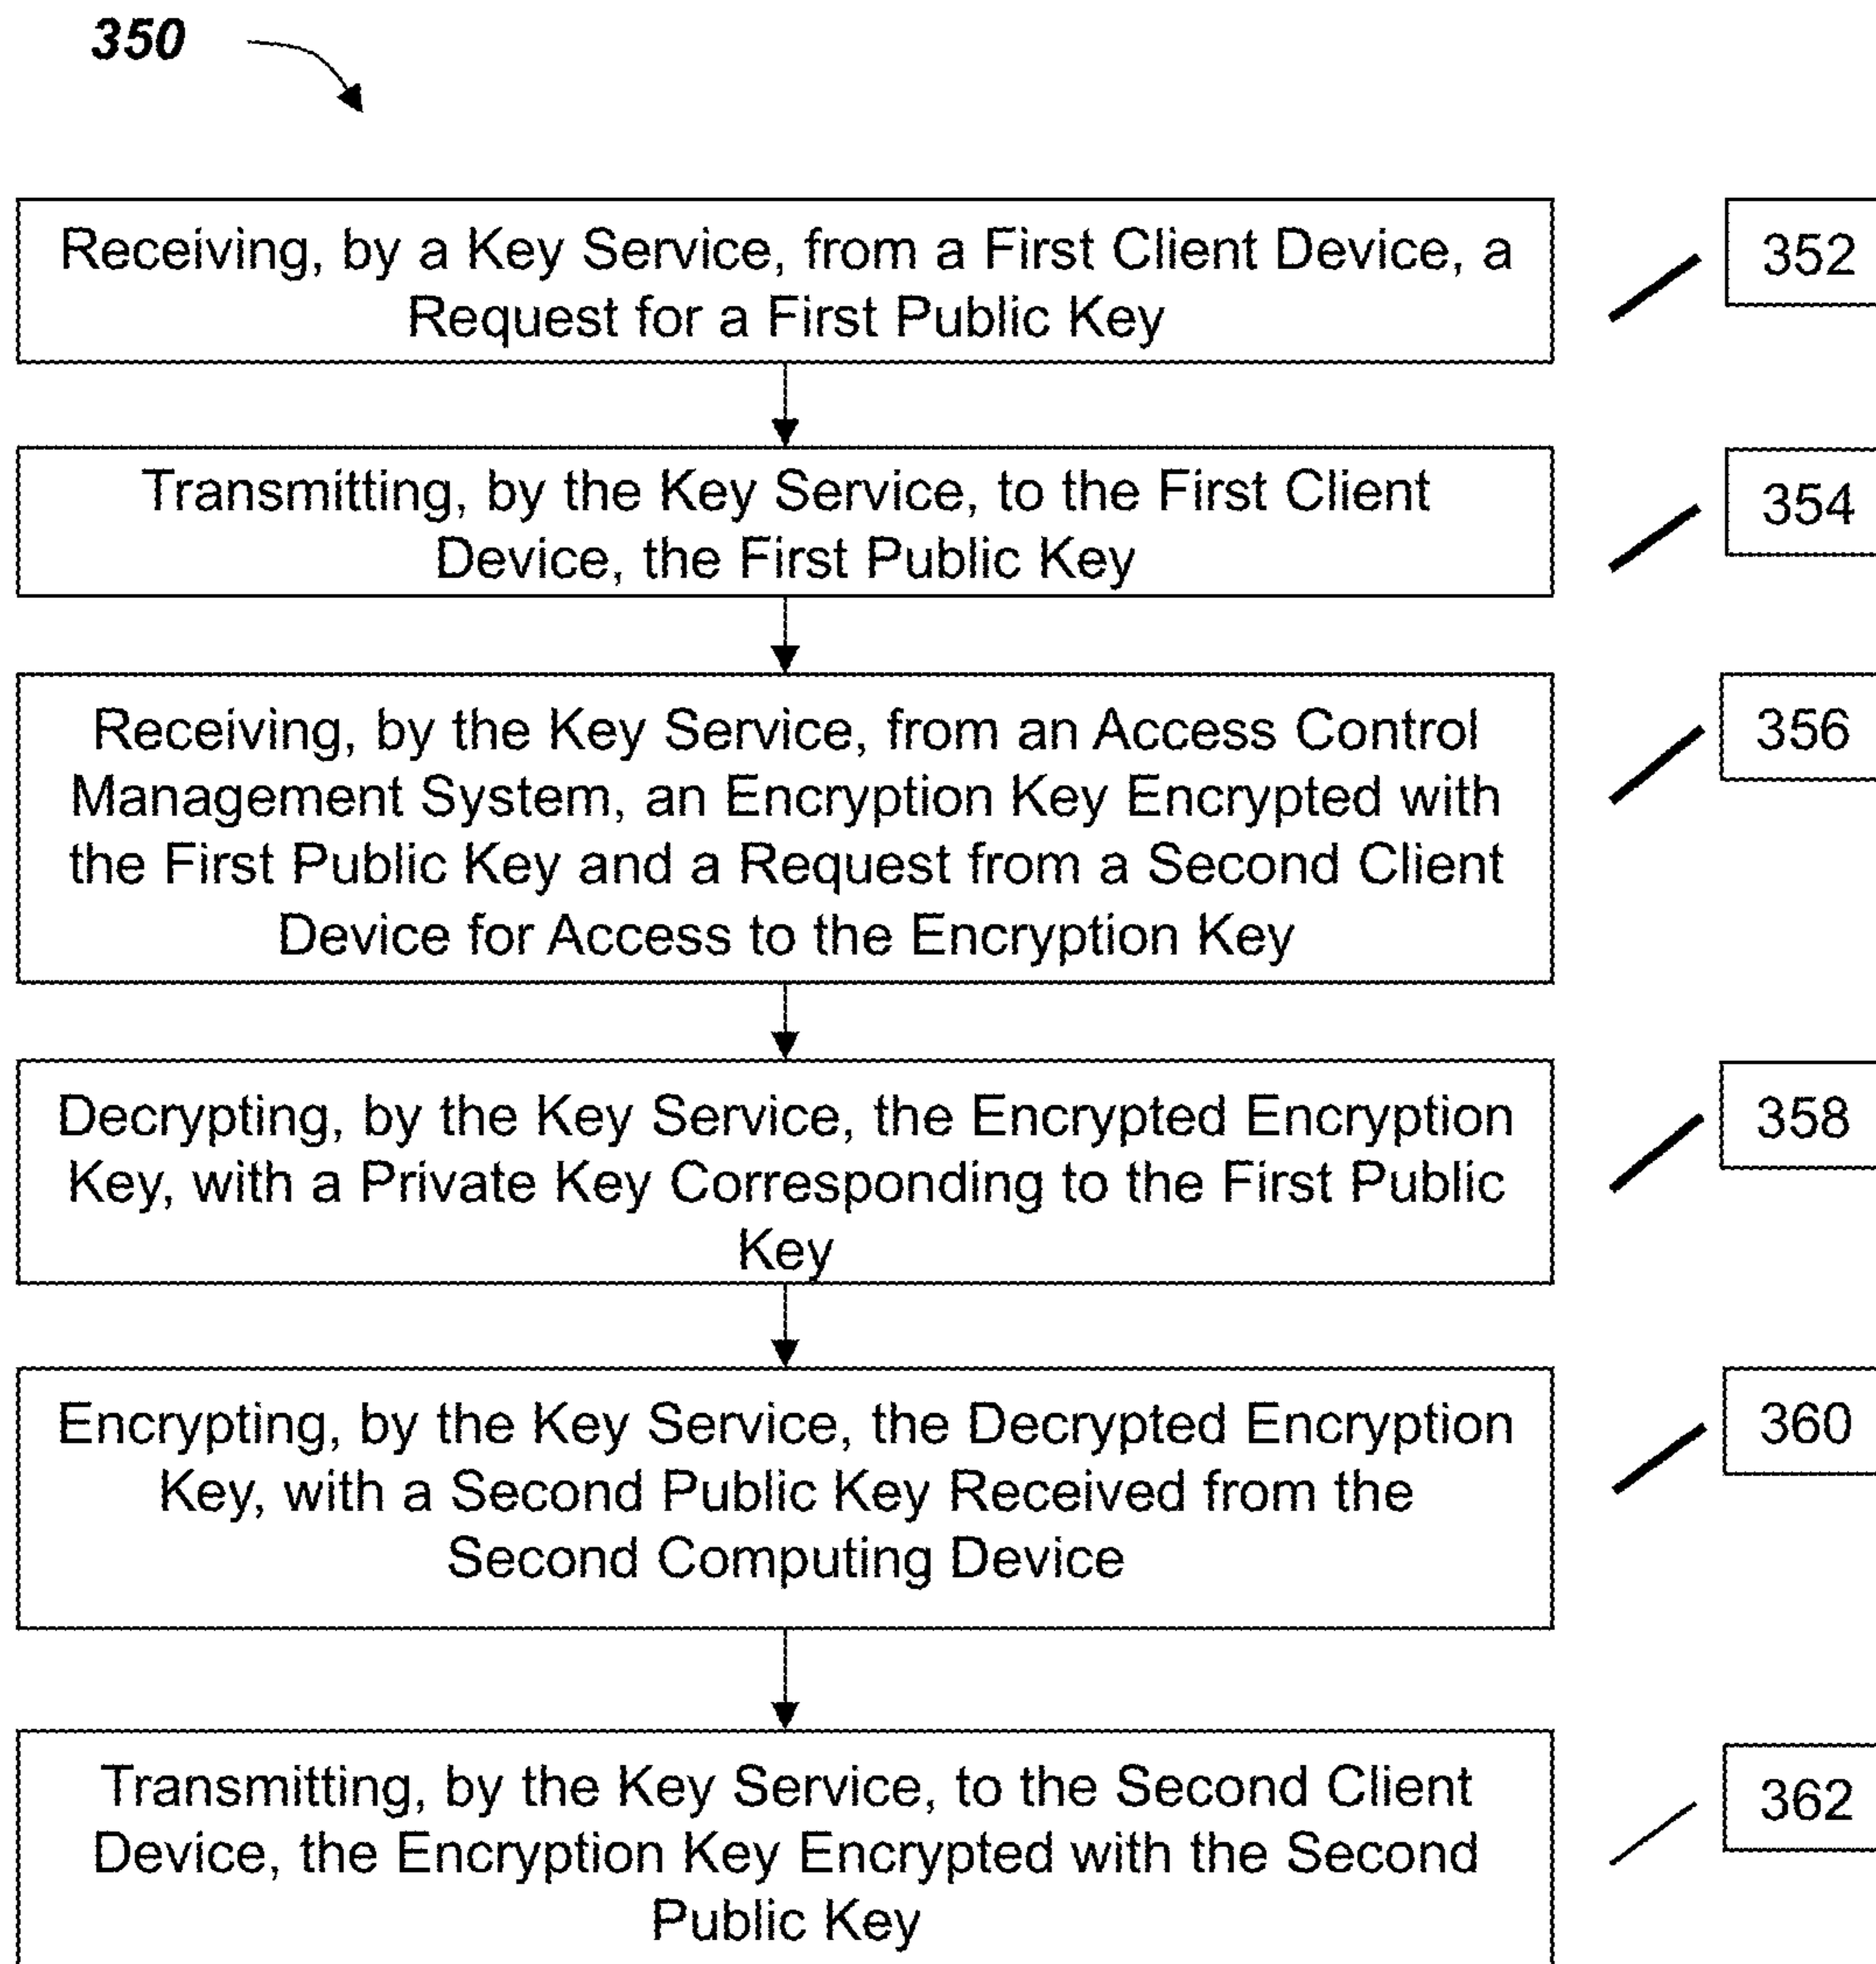 350
Receiving, by a Key Service, from a First Client Device, a
Request for a First Public Key
352
Transmitting, by the Key Service, to the First Client
Device, the First Public Key
354
Receiving, by the Key Service, from an Access Control
Management System, an Encryption Key Encrypted with
the First Public Key and a Request from a Second Client
Device for Access to the Encryption Key
356
Decrypting, by the Key Service, the Encrypted Encryption
Key, with a Private Key Corresponding to the First Public
Key
358
Encrypting, by the Key Service, the Decrypted Encryption
Key, with a Second Public Key Received from the
Second Computing Device
360
Transmitting, by the Key Service, to the Second Client
Device, the Encryption Key Encrypted with the Second
Public Key
362